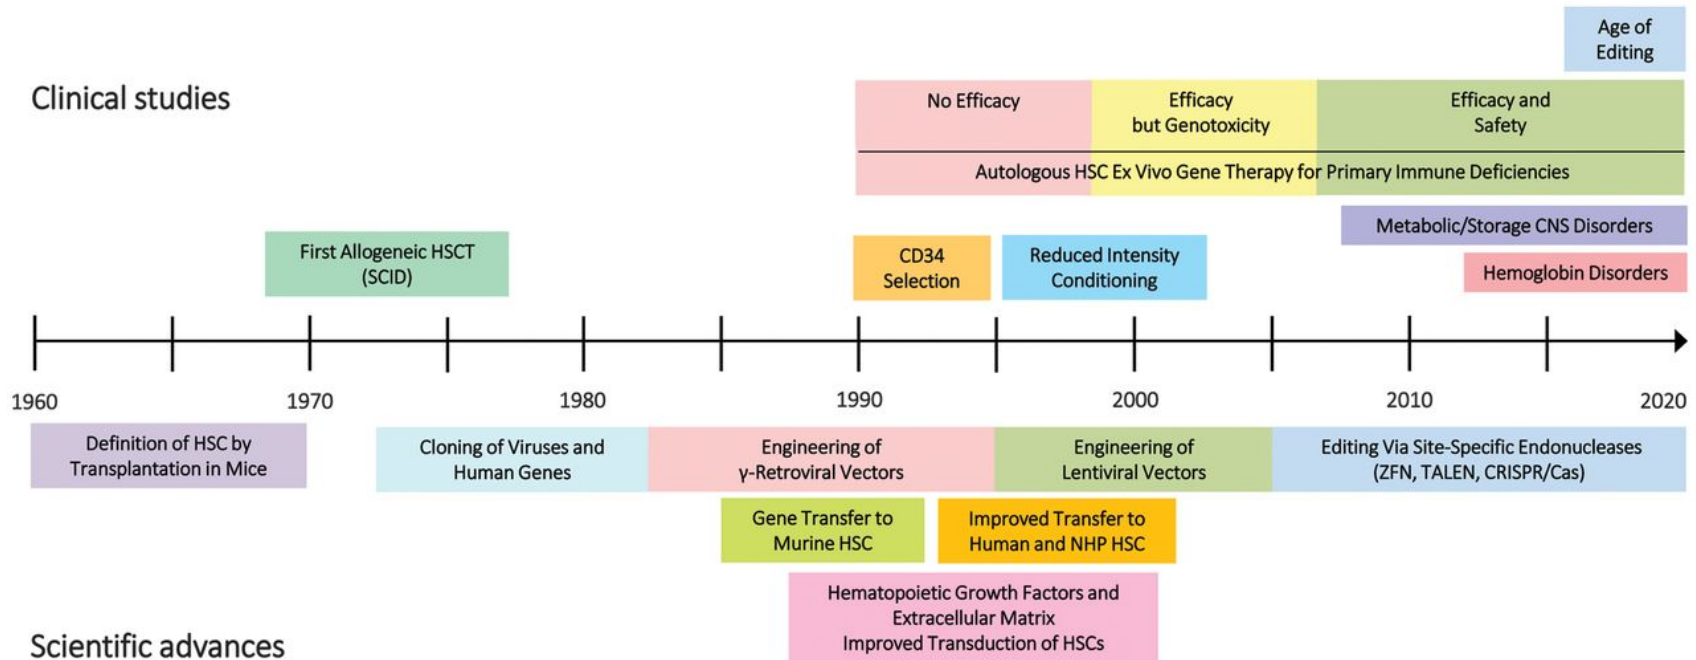 Age of
Editing
Clinical studies
No Efficacy
Efficacy
but Genotoxicity
Efficacy and
Safety
Autologous HSC Ex Vivo Gene Therapy for Primary Immune Deficiencies
Metabolic/Storage CNS Disorders
First Allogeneic HSCT
(SCID)
CD34
Selection
Reduced Intensity
Conditioning
Hemoglobin Disorders
1960
1970
1980
1990
2000
2010
2020
Definition of HSC by
Transplantation in Mice
Cloning of Viruses and
Human Genes
Engineering of
γ-Retroviral Vectors
Engineering of
Lentiviral Vectors
Editing Via Site-Specific Endonucleases
(ZFN, TALEN, CRISPR/Cas)
Gene Transfer to
Murine HSC
Improved Transfer to
Human and NHP HSC
Hematopoietic Growth Factors and
Extracellular Matrix
Improved Transduction of HSCs
Scientific advances